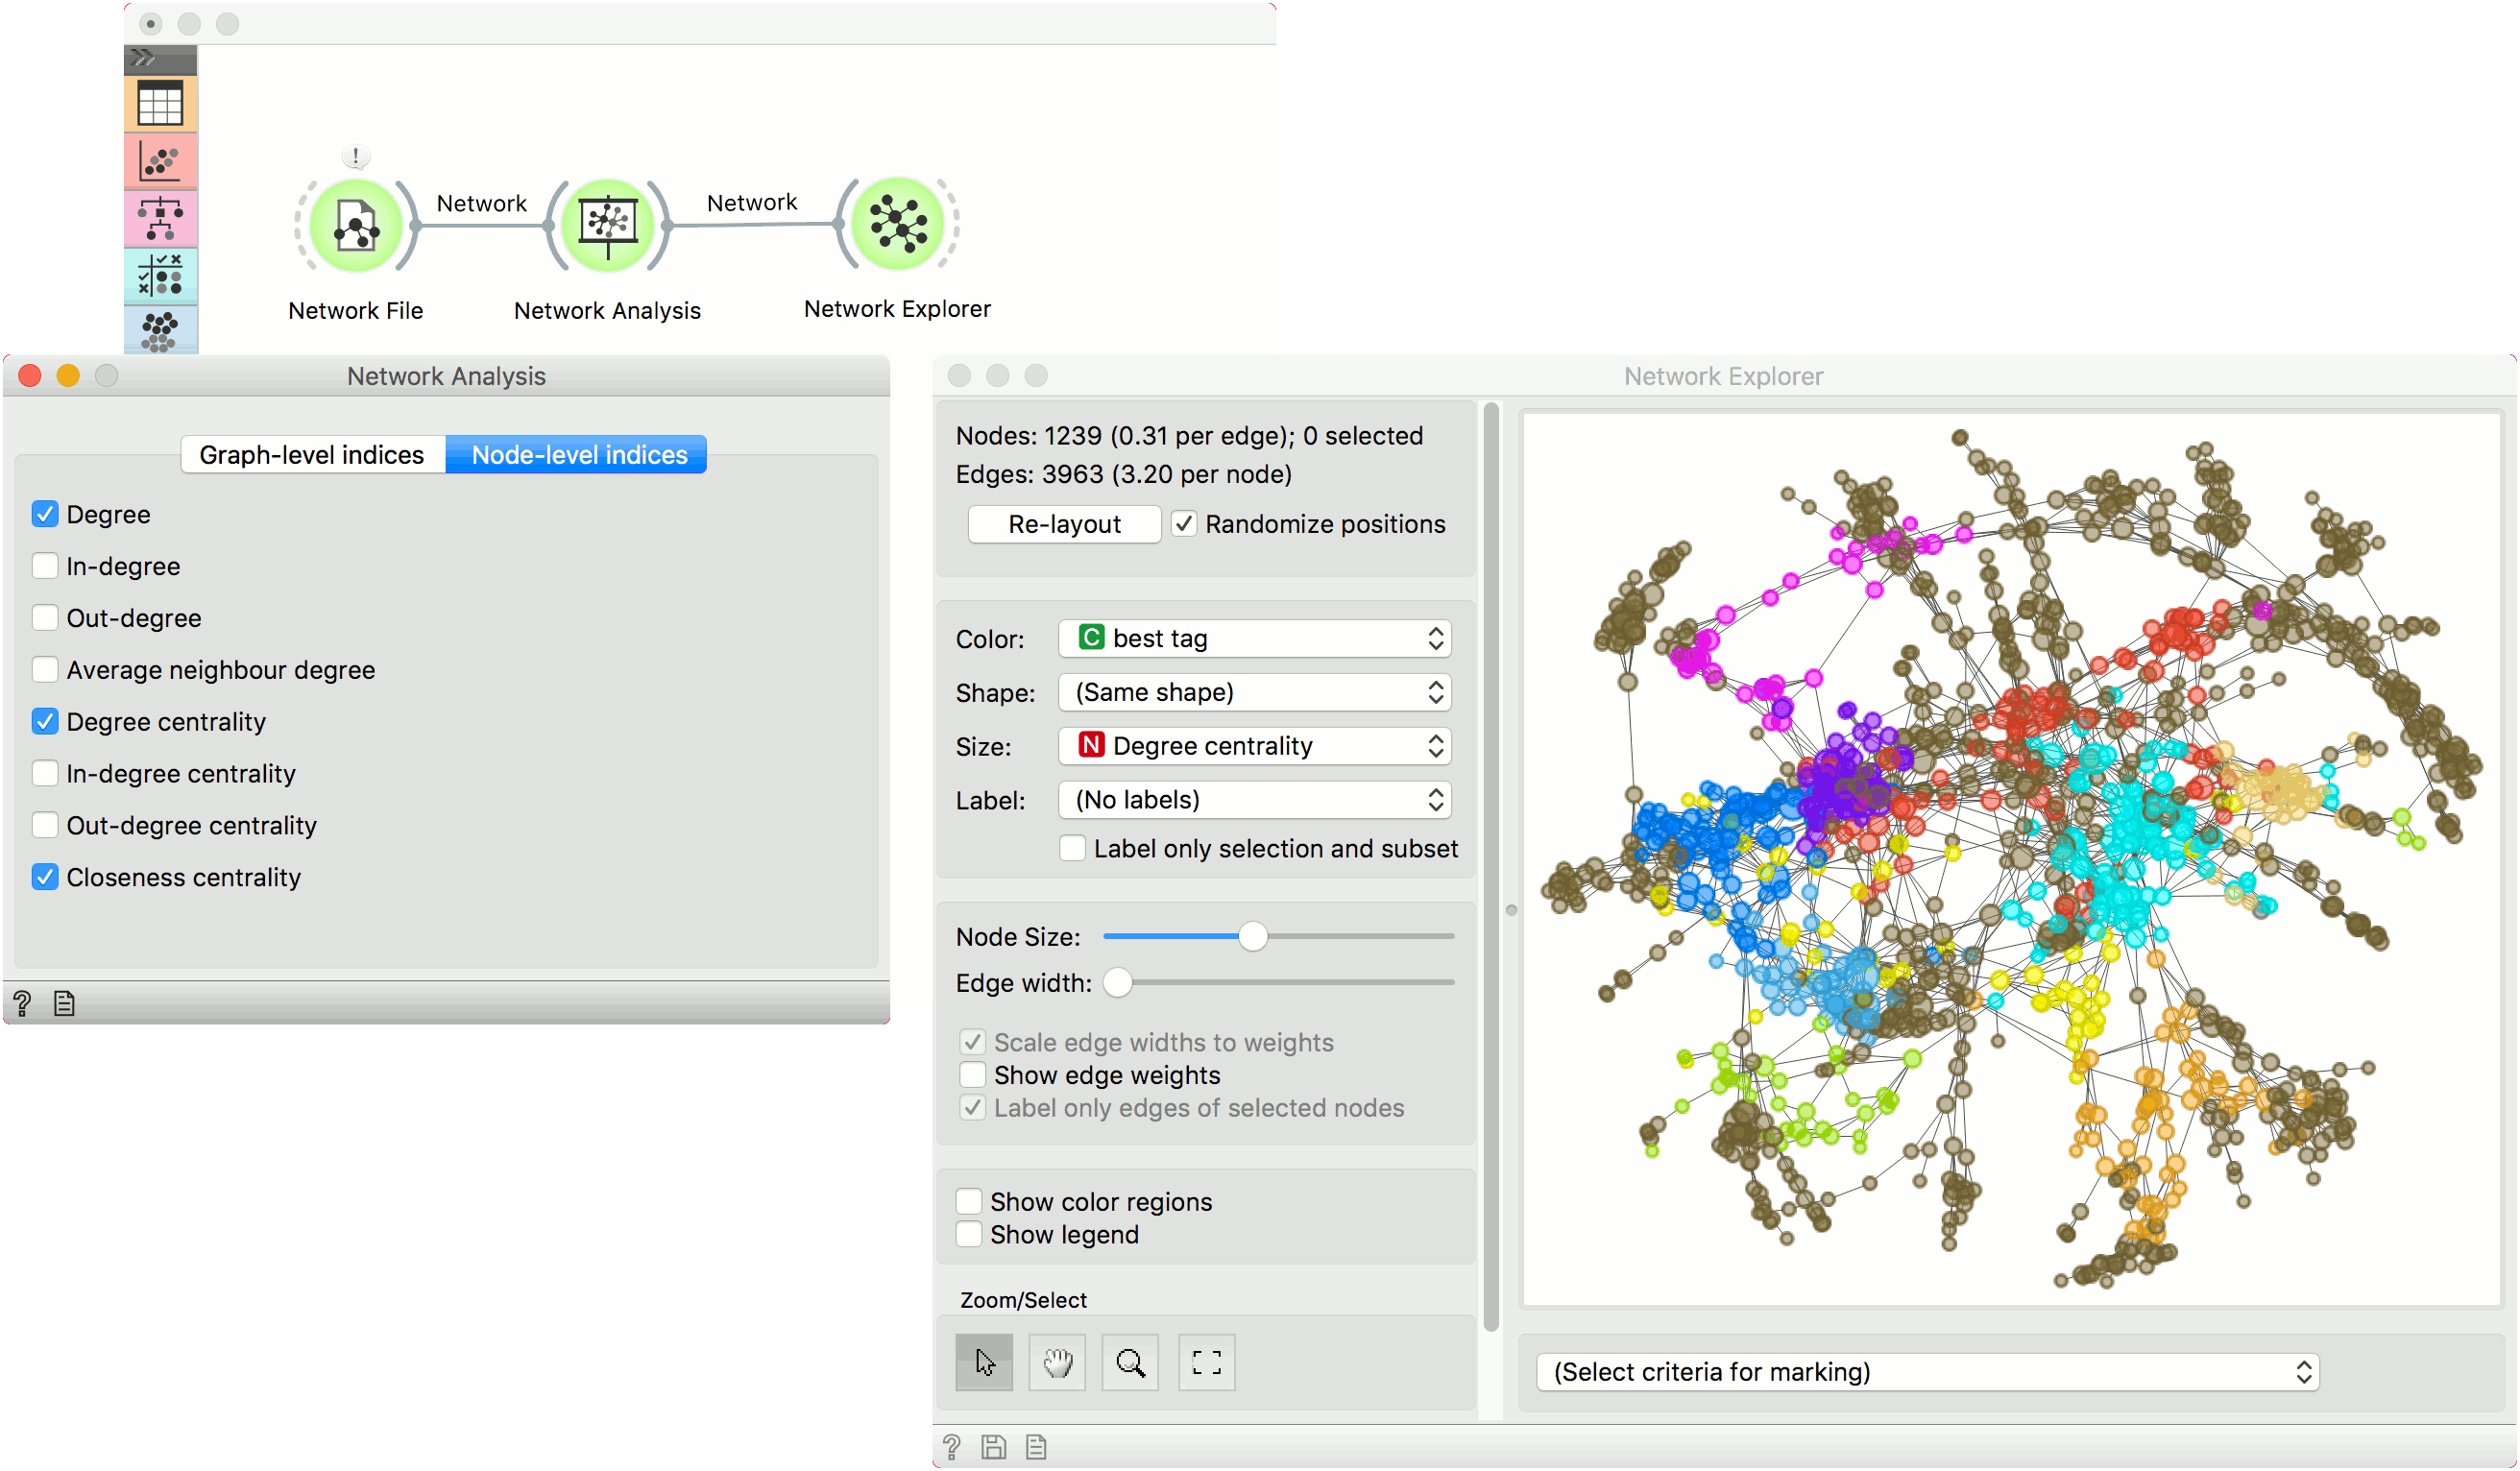 !
Network
Network
Network File
Network Analysis
Network Explorer
Network Analysis
Graph-level indices
Node-level indices
Degree
In-degree
Out-degree
Average neighbour degree
Degree centrality
In-degree centrality
Out-degree centrality
Closeness centrality
?
Network Explorer
Nodes: 1239 (0.31 per edge); 0 selected
Edges: 3963 (3.20 per node)
Re-layout
Randomize positions
Color: C best tag
Shape: (Same shape)
Size: N Degree centrality
Label: (No labels)
Label only selection and subset
Node Size:
Edge width:
Scale edge widths to weights
Show edge weights
Label only edges of selected nodes
Show color regions
Show legend
Zoom/Select
(Select criteria for marking)
?